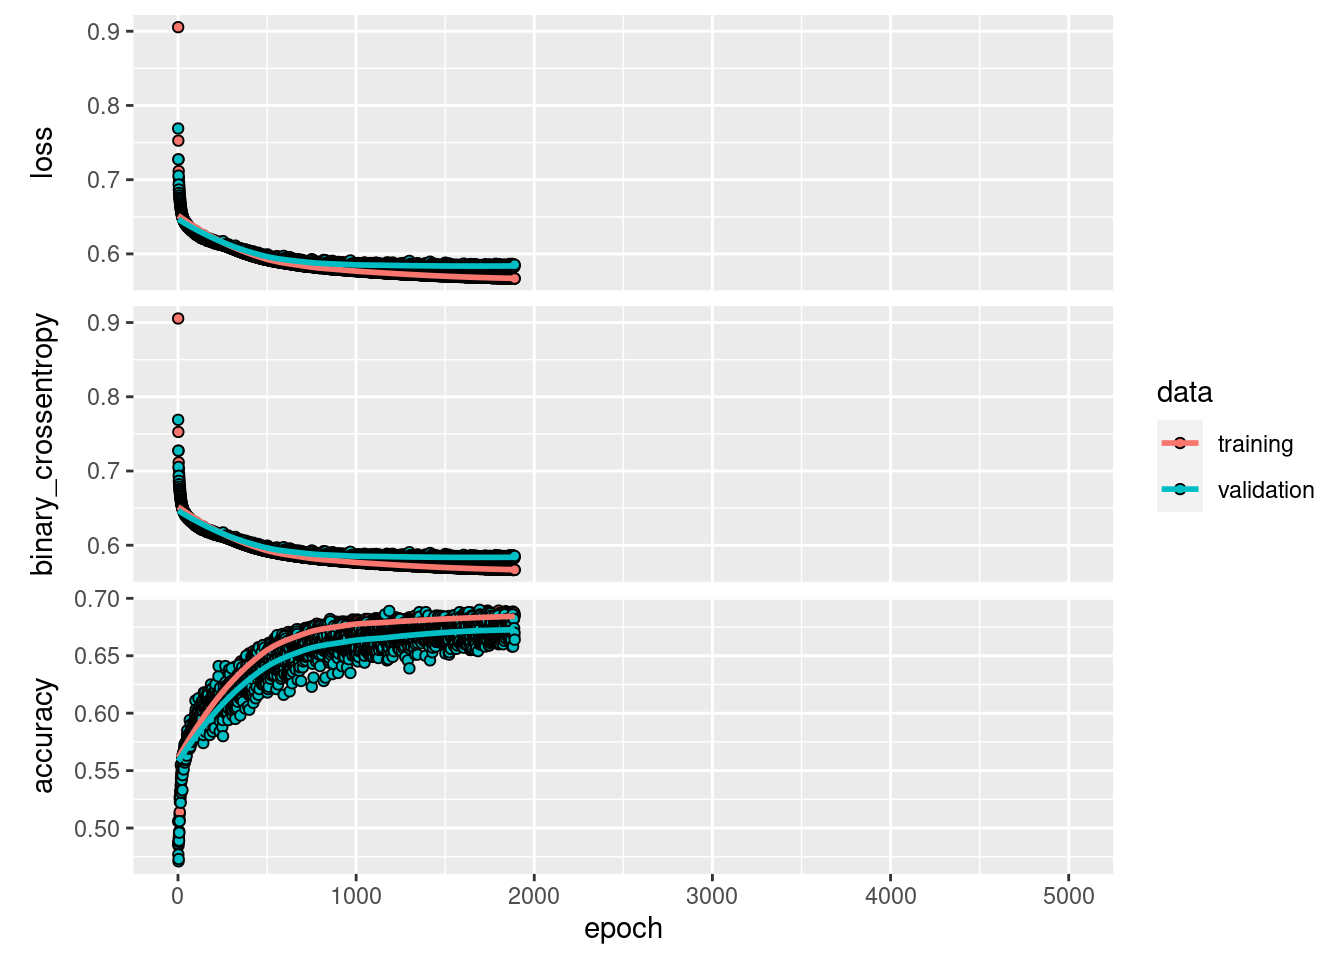 0.9
0.8
0.7
0.6
loss
0.9
0.8
0.7
0.6
binary_crossentropy
0.70
0.65
0.60
0.55
0.50
accuracy
0 1000 2000 3000 4000 5000
epoch
data
training
validation